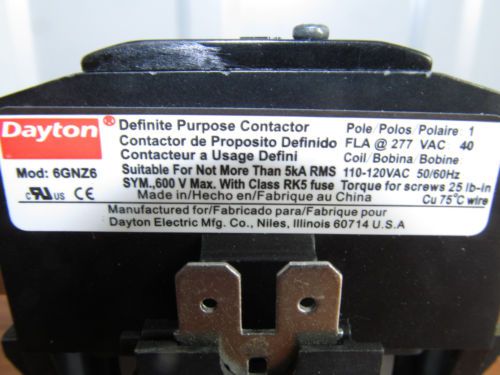 Dayton®
Mod: 6GNZ6
c RU US CE
Definite Purpose Contactor
Contactor de Proposito Definido
Contacteur a Usage Defini
Suitable For Not More Than 5kA RMS
SYM.,600 V Max. With Class RK5 fuse
Pole/Polos/Polaire 1
FLA @ 277 VAC 40
Coil/Bobina/Bobine
110-120VAC 50/60Hz
Torque for screws 25 lb-in
Cu 75°c wire
Made in/Hecho en/Fabrique au China
Manufactured for/Fabricado para/Fabrique pour
Dayton Electric Mfg. Co., Niles, Illinois 60714 U.S.A